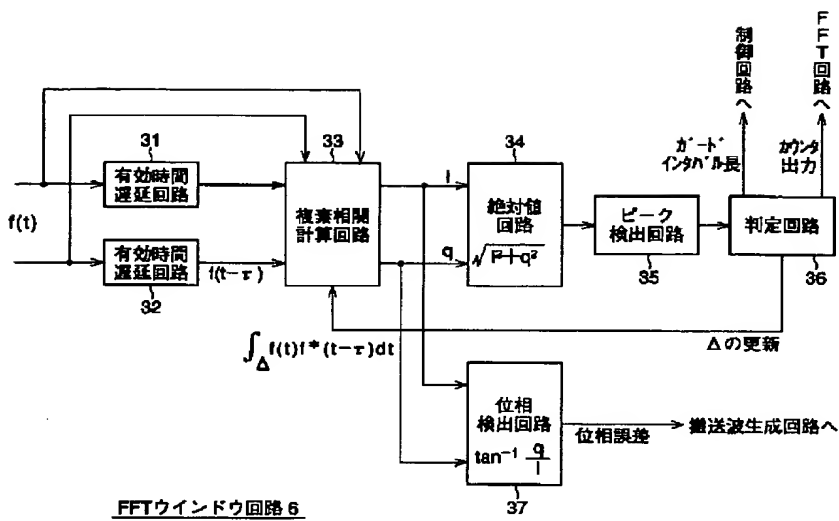 制御回路へ
FFT回路へ
ガードインタバル長
カウンタ出力
31
有効時間
遅延回路
f(t)
有効時間
遅延回路
32
f(t-τ)
33
複素相関
計算回路
∫Δ f(t)f*(t-τ)dt
I
q
34
絶対値
回路
√I²+q²
ピーク
検出回路
35
判定回路
36
Δの更新
位相
検出回路
tan⁻¹ q/I
37
位相誤差
搬送波生成回路へ
FFTウインドウ回路6